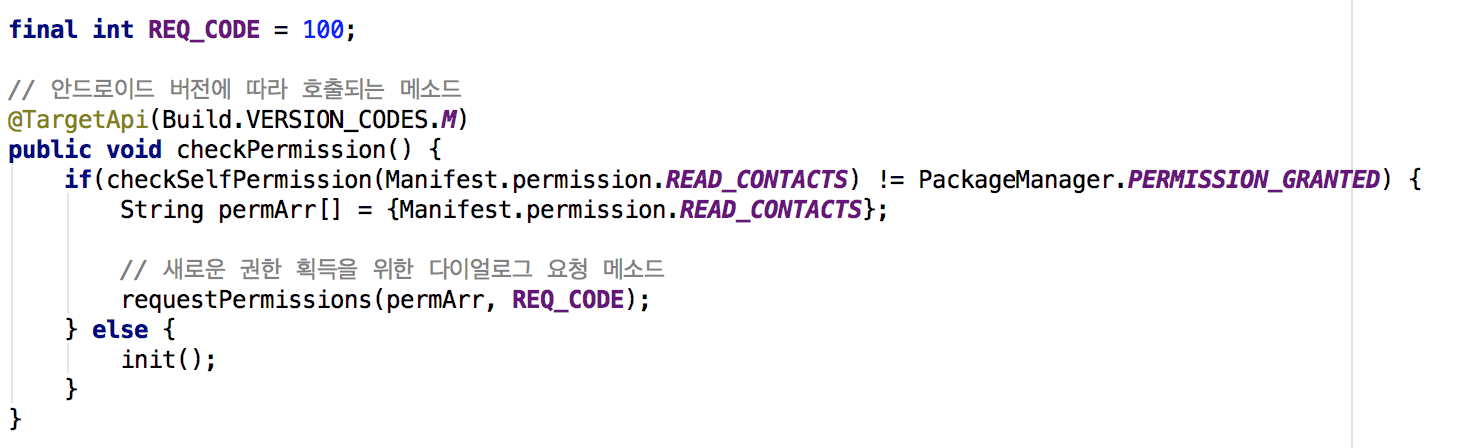 final int REQ_CODE = 100;
// 안드로이드 버전에 따라 호출되는 메소드
@TargetApi(Build.VERSION_CODES.M)
public void checkPermission() {
if(checkSelfPermission(Manifest.permission.READ_CONTACTS) != PackageManager.PERMISSION_GRANTED) {
String permArr[] = {Manifest.permission.READ_CONTACTS};
// 새로운 권한 획득을 위한 다이얼로그 요청 메소드
requestPermissions(permArr, REQ_CODE);
} else {
init();
}
}